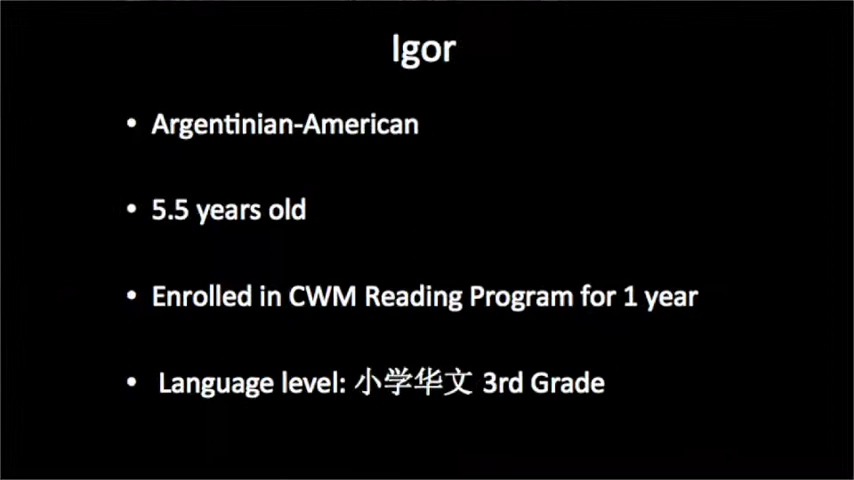 Igor
• Argentinian-American
• 5.5 years old
• Enrolled in CWM Reading Program for 1 year
• Language level: 小学华文 3rd Grade